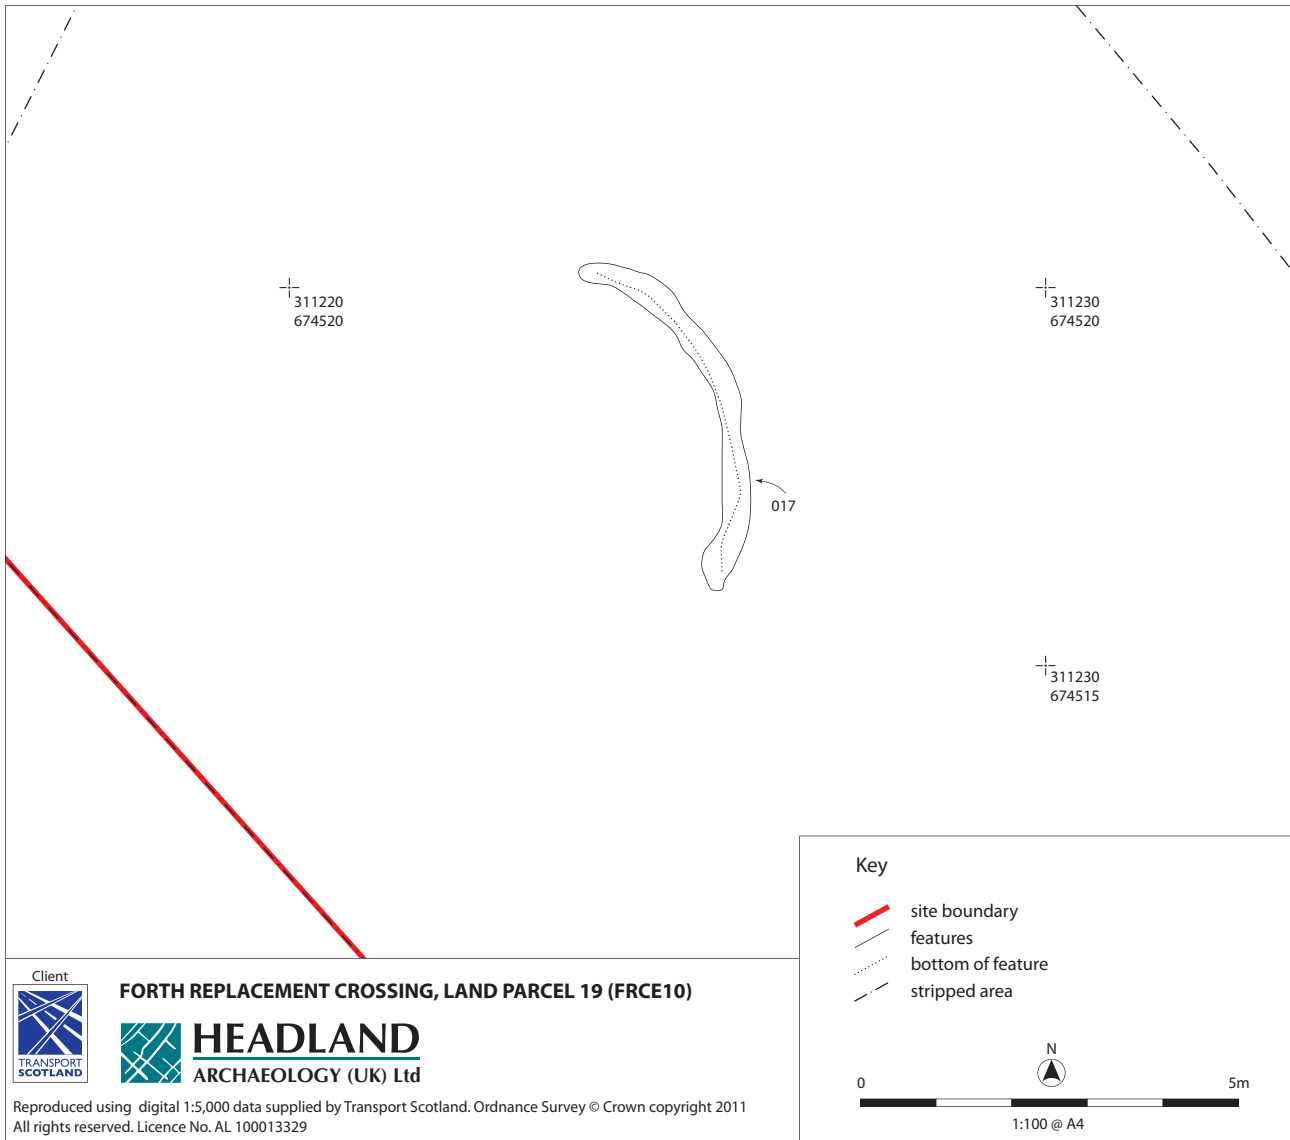 311220
674520
311230
674520
017
311230
674515
Key
site boundary
features
bottom of feature
stripped area
N
0 5m
1:100 @ A4
Client
TRANSPORT
SCOTLAND
FORTH REPLACEMENT CROSSING, LAND PARCEL 19 (FRCE10)
HEADLAND
ARCHAEOLOGY (UK) Ltd
Reproduced using digital 1:5,000 data supplied by Transport Scotland. Ordnance Survey © Crown copyright 2011
All rights reserved. Licence No. AL 100013329